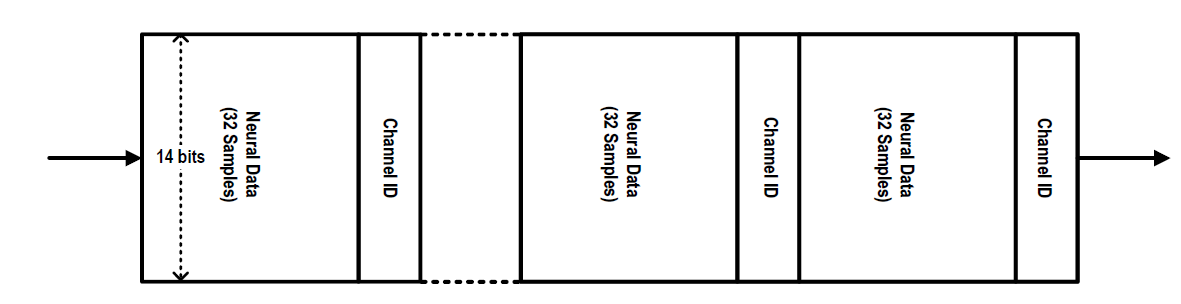 14 bits
Neural Data
(32 Samples)
Channel ID
Neural Data
(32 Samples)
Channel ID
Neural Data
(32 Samples)
Channel ID